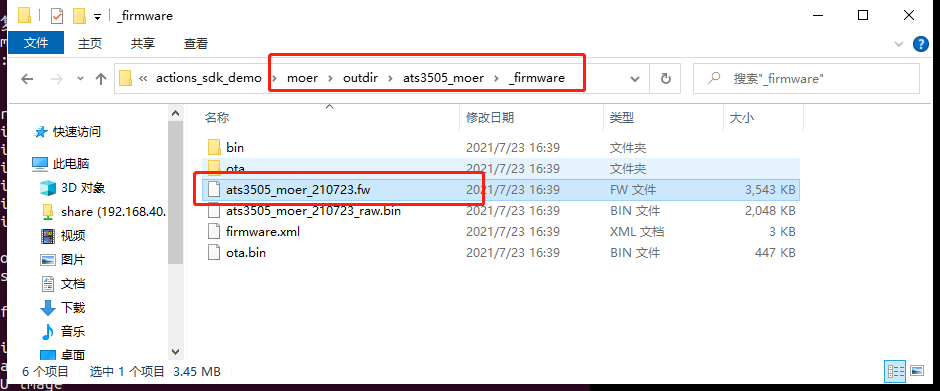 _firmware
文件
主页
共享
查看
« actions_sdk_demo > moer > outdir > ats3505_moer > _firmware
搜索"_firmware"
名称 修改日期 类型 大小
快速访问
此电脑
3D 对象
share (192.168.40.
视频
图片
文档
下载
音乐
桌面
bin 2021/7/23 16:39 文件夹
ota 2021/7/23 16:39 文件夹
ats3505_moer_210723.fw 2021/7/23 16:39 FW 文件 3,543 KB
ats3505_moer_210723_raw.bin 2021/7/23 16:39 BIN 文件 2,048 KB
firmware.xml 2021/7/23 16:39 XML 文档 3 KB
ota.bin 2021/7/23 16:39 BIN 文件 447 KB
6 个项目 选中 1 个项目 3.45 MB